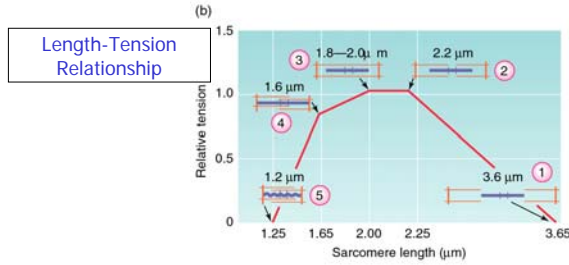 (b)
Length-Tension
Relationship
Relative tension
1.5
1.0
0.5
0
3
1.8—2.0µ m
2.2 µm
2
1.6 µm
4
1.2 µm
5
3.6 µm
1
1.25 1.65 2.00 2.25 3.65
Sarcomere length (µm)